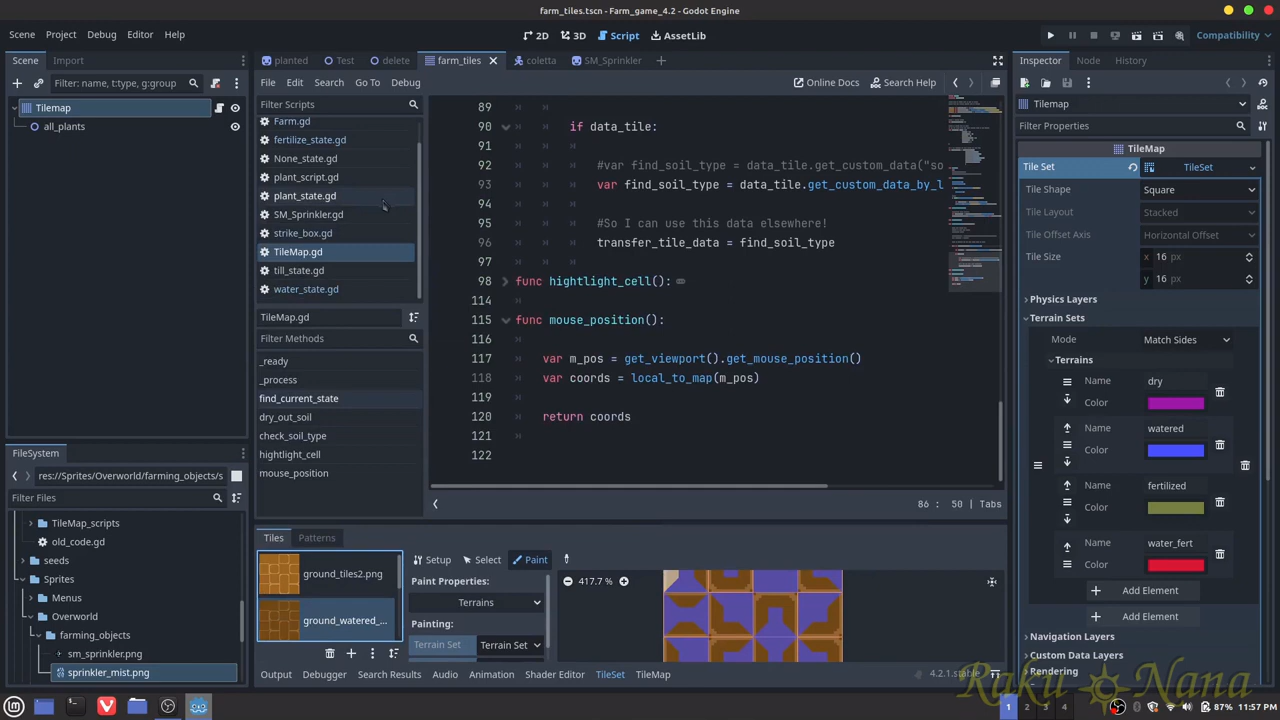 farm_tiles.tscn - Farm_game_4.2 - Godot Engine
Scene Project Debug Editor Help
2D 3D Script AssetLib
Compatibility
Scene Import
planted Test delete farm_tiles coletta SM_Sprinkler
Inspector Node History
Filter: name, t:type, g:group
File Edit Search Go To Debug
Online Docs Search Help
Tilemap
all_plants
Filter Scripts
Farm.gd
fertilize_state.gd
None_state.gd
plant_script.gd
plant_state.gd
SM_Sprinkler.gd
strike_box.gd
TileMap.gd
till_state.gd
water_state.gd
TileMap.gd
Filter Methods
_ready
_process
find_current_state
dry_out_soil
check_soil_type
hightlight_cell
mouse_position
89
90 if data_tile:
91
92 #var find_soil_type = data_tile.get_custom_data("so
93 var find_soil_type = data_tile.get_custom_data_by_l
94
95 #So I can use this data elsewhere!
96 transfer_tile_data = find_soil_type
97
98 func hightlight_cell():
114
115 func mouse_position():
116
117 var m_pos = get_viewport().get_mouse_position()
118 var coords = local_to_map(m_pos)
119
120 return coords
121
122
86 : 50 | Tabs
Tilemap
Filter Properties
TileMap
Tile Set TileSet
Tile Shape Square
Tile Layout Stacked
Tile Offset Axis Horizontal Offset
Tile Size x 16 px
y 16 px
Physics Layers
Terrain Sets
Mode Match Sides
Terrains
Name dry
Color
Name watered
Color
Name fertilized
Color
Name water_fert
Color
Add Element
Add Element
Navigation Layers
Custom Data Layers
Rendering
FileSystem
res://Sprites/Overworld/farming_objects/s
Filter Files
TileMap_scripts
old_code.gd
seeds
Sprites
Menus
Overworld
farming_objects
sm_sprinkler.png
sprinkler_mist.png
Tiles Patterns
ground_tiles2.png
ground_watered_...
Setup Select Paint
Paint Properties:
Terrains
Painting:
Terrain Set Terrain Set
417.7 %
Output Debugger Search Results Audio Animation Shader Editor TileSet TileMap
4.2.1.stable
Raku Nana
1 2 3 4
87% 11:57 PM